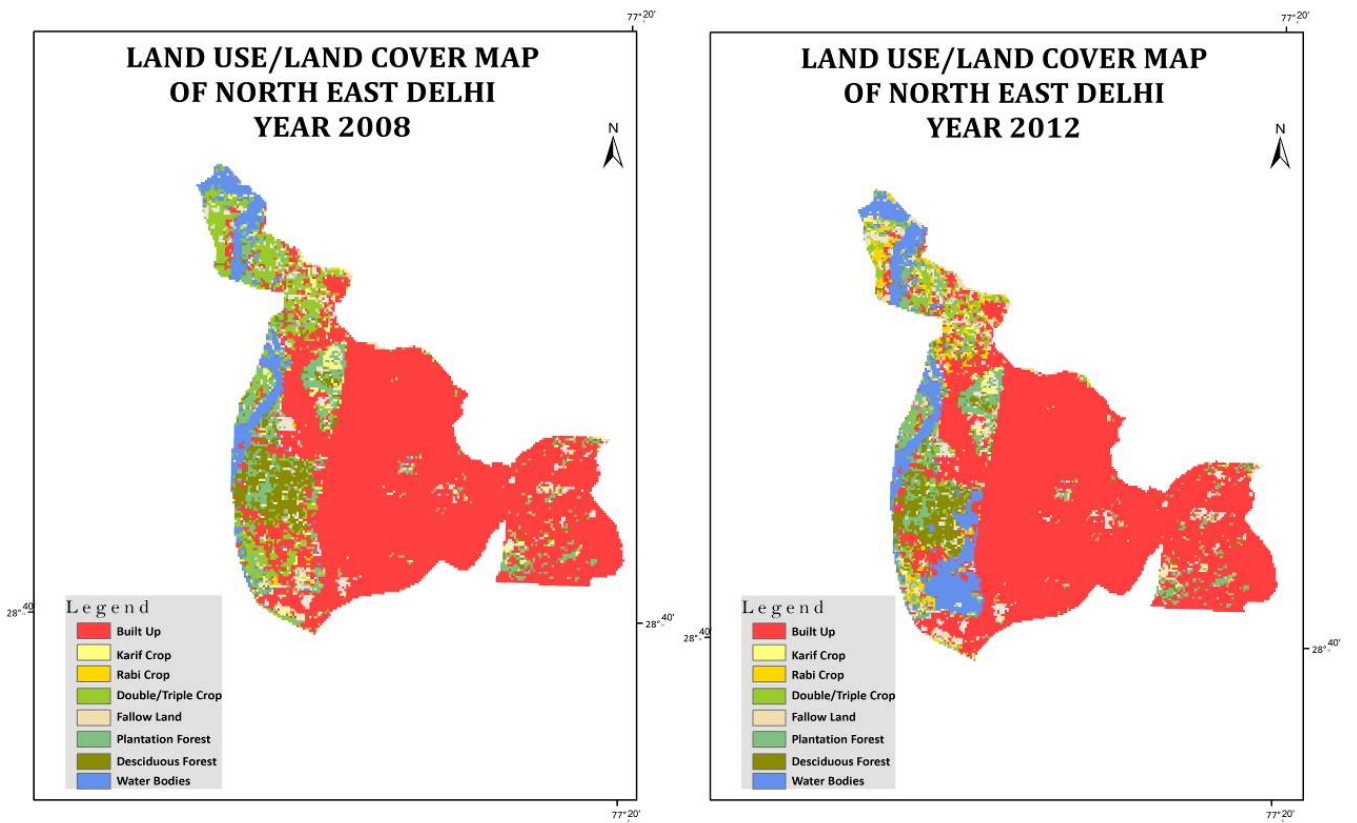 77°20'
LAND USE/LAND COVER MAP
OF NORTH EAST DELHI
YEAR 2008
N
28°40'
28°40'
Legend
Built Up
Karif Crop
Rabi Crop
Double/Triple Crop
Fallow Land
Plantation Forest
Desciduous Forest
Water Bodies
77°20'
77°20'
LAND USE/LAND COVER MAP
OF NORTH EAST DELHI
YEAR 2012
N
28°40'
28°40'
Legend
Built Up
Karif Crop
Rabi Crop
Double/Triple Crop
Fallow Land
Plantation Forest
Desciduous Forest
Water Bodies
77°20'